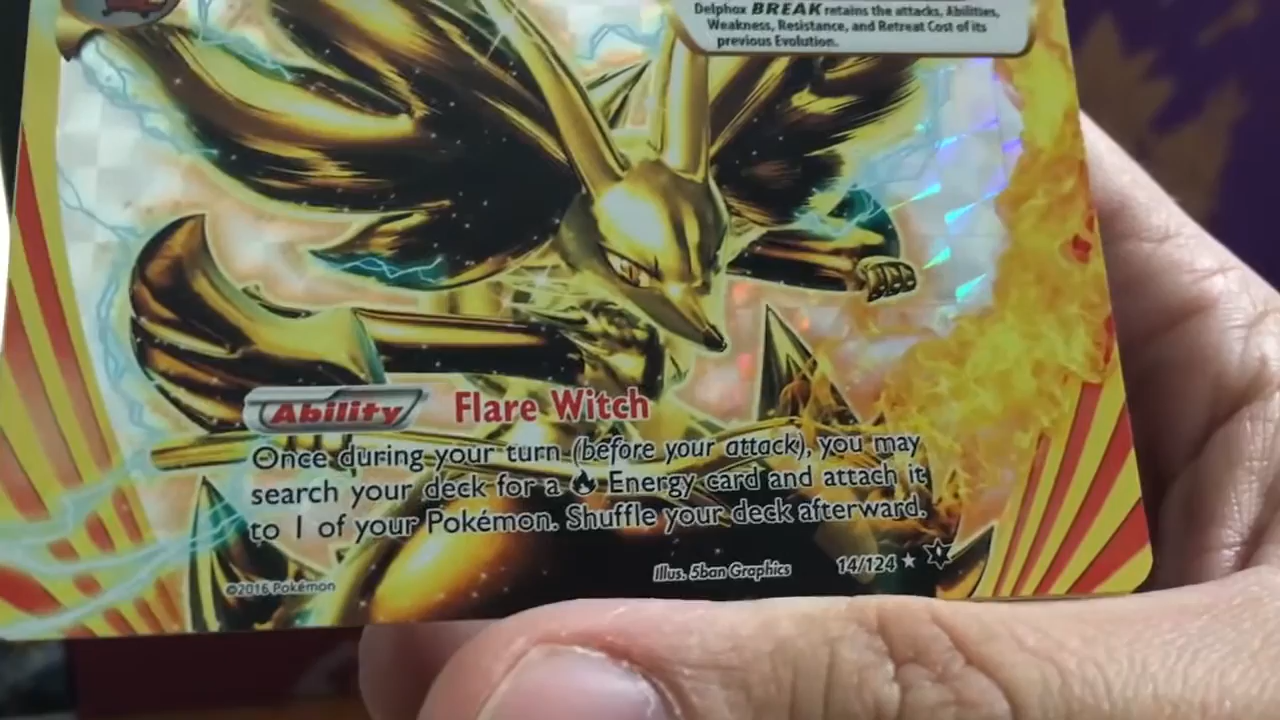 Delphox BREAK retains the attacks, Abilities,
Weakness, Resistance, and Retreat Cost of its
previous Evolution.
Ability Flare Witch
Once during your turn (before your attack), you may
search your deck for a Energy card and attach it
to 1 of your Pokémon. Shuffle your deck afterward.
©2016 Pokémon Illus. 5ban Graphics 14/124